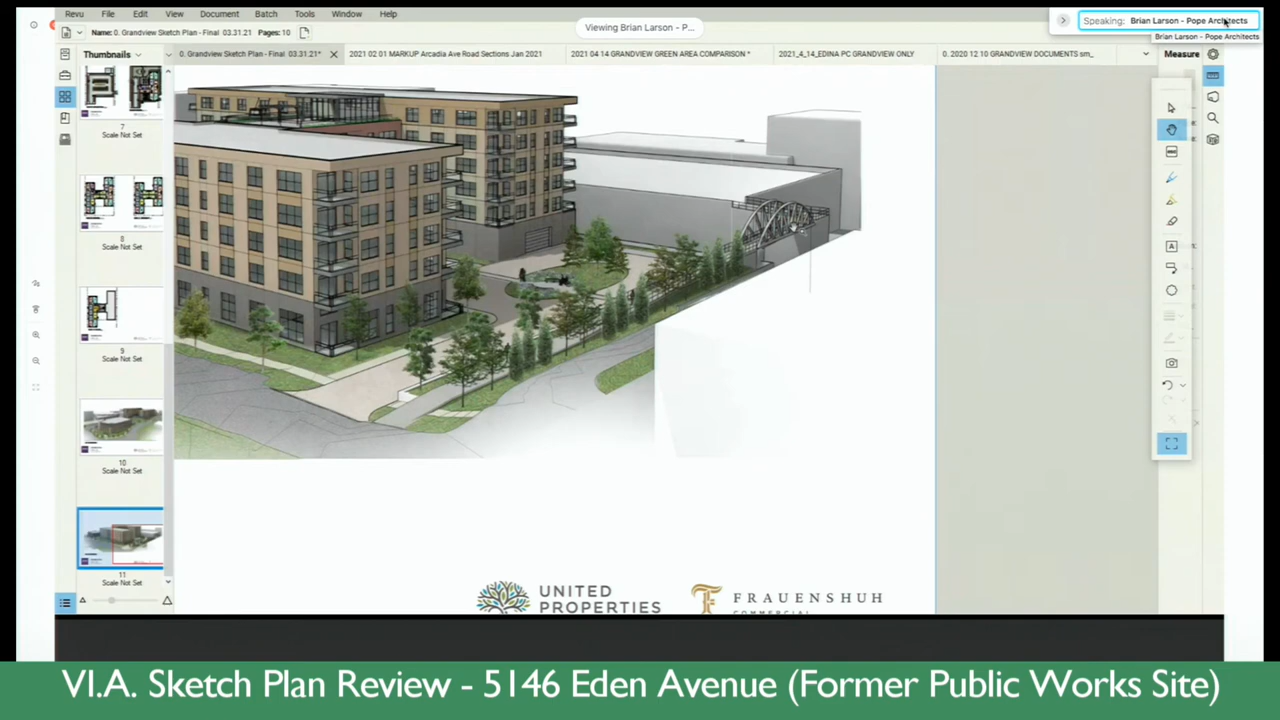 Revu File Edit View Document Batch Tools Window Help
Viewing Brian Larson - P...
Speaking: Brian Larson - Pope Architects
Brian Larson - Pope Architects
Name: 0. Grandview Sketch Plan - Final 03.31.21 Pages: 10
Thumbnails
0. Grandview Sketch Plan - Final 03.31.21*
2021 02 01 MARKUP Arcadia Ave Road Sections Jan 2021
2021 04 14 GRANDVIEW GREEN AREA COMPARISON *
2021_4_14_EDINA PC GRANDVIEW ONLY
0. 2020 12 10 GRANDVIEW DOCUMENTS sm_
Measure
7
Scale Not Set
8
Scale Not Set
9
Scale Not Set
10
Scale Not Set
11
Scale Not Set
UNITED
PROPERTIES
FRAUENSHUH
COMMERCIAL
VI.A. Sketch Plan Review - 5146 Eden Avenue (Former Public Works Site)